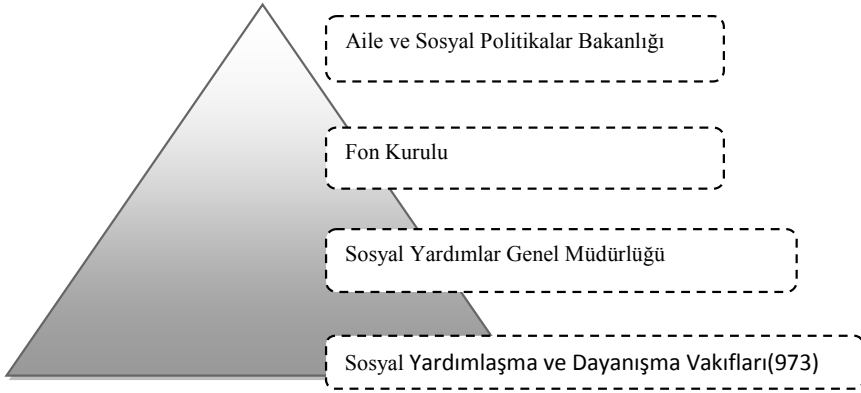 Aile ve Sosyal Politikalar Bakanlığı
Fon Kurulu
Sosyal Yardımlar Genel Müdürlüğü
Sosyal Yardımlaşma ve Dayanışma Vakıfları(973)